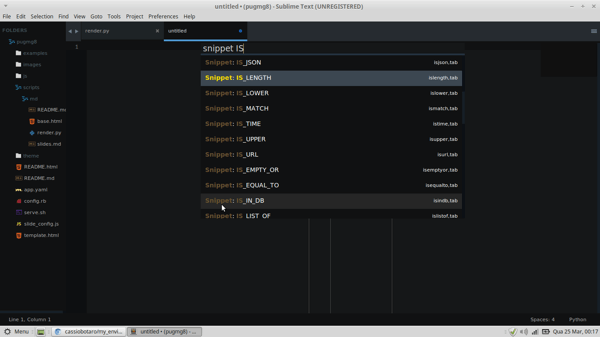 untitled • (pugmg8) - Sublime Text (UNREGISTERED)
File Edit Selection Find View Goto Tools Project Preferences Help
FOLDERS
render.py × untitled
pugmg8
examples
images
js
scripts
md
README.md
base.html
render.py
slides.md
theme
README.html
README.md
app.yaml
config.rb
serve.sh
slide_config.js
template.html
1
snippet IS
Snippet: IS_JSON isjson,tab
Snippet: IS_LENGTH islength,tab
Snippet: IS_LOWER islower,tab
Snippet: IS_MATCH ismatch,tab
Snippet: IS_TIME istime,tab
Snippet: IS_UPPER isupper,tab
Snippet: IS_URL isurl,tab
Snippet: IS_EMPTY_OR isemptyor,tab
Snippet: IS_EQUAL_TO isequalto,tab
Snippet: IS_IN_DB isindb,tab
Snippet: IS_LIST_OF islistof,tab
Line 1, Column 1 Spaces: 4 Python
Menu cassiobotaro/my_envi... untitled • (pugmg8) - ... Qua 25 Mar, 00:17